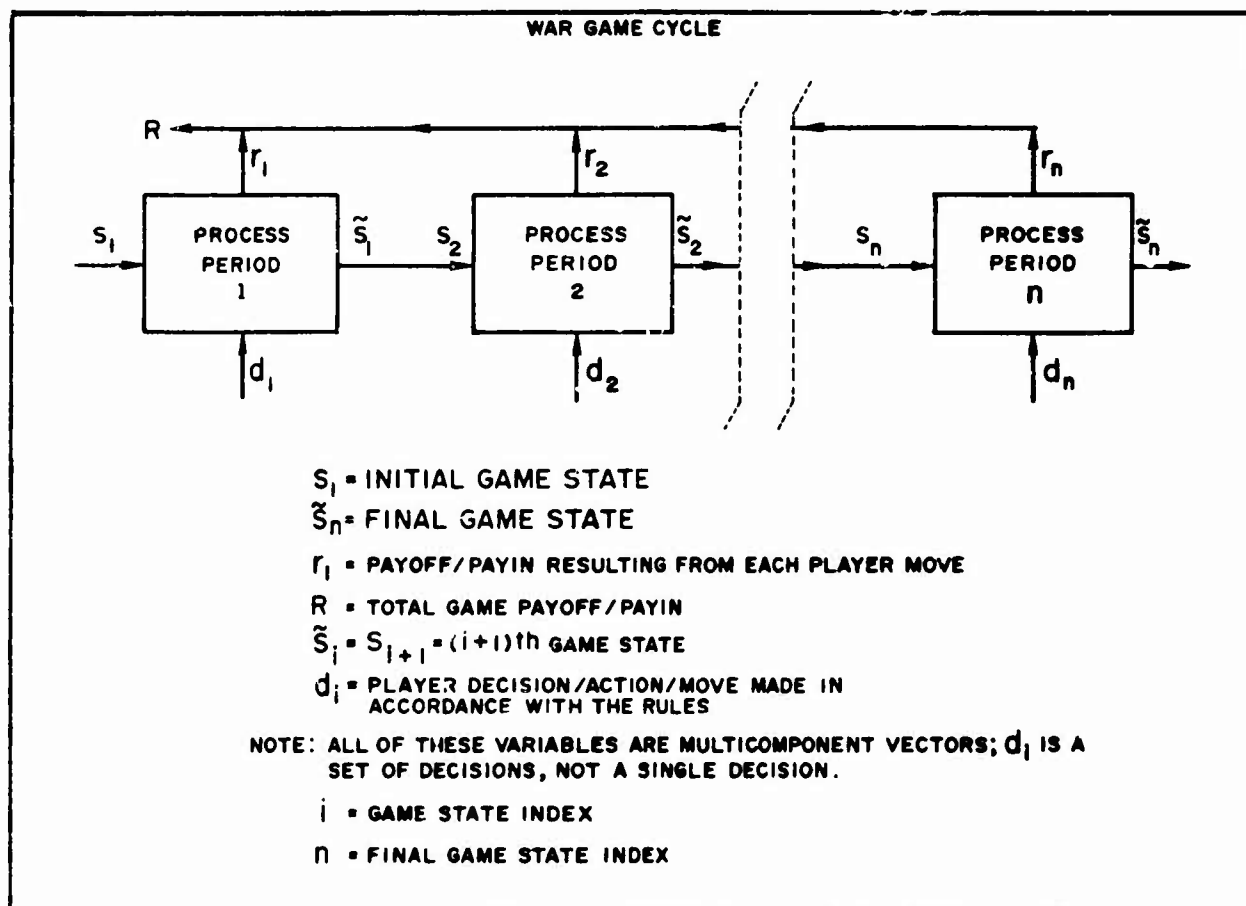 WAR GAME CYCLE
R
r₁ r₂ rₙ
S₁ PROCESS PERIOD 1 S̃₁ S₂ PROCESS PERIOD 2 S̃₂ Sₙ PROCESS PERIOD n S̃ₙ
d₁ d₂ dₙ
S₁ = INITIAL GAME STATE
S̃ₙ = FINAL GAME STATE
r₁ = PAYOFF/PAYIN RESULTING FROM EACH PLAYER MOVE
R = TOTAL GAME PAYOFF/PAYIN
S̃ᵢ = Sᵢ₊₁ = (i+1)th GAME STATE
dᵢ = PLAYER DECISION/ACTION/MOVE MADE IN
ACCORDANCE WITH THE RULES
NOTE: ALL OF THESE VARIABLES ARE MULTICOMPONENT VECTORS; d₁ IS A
SET OF DECISIONS, NOT A SINGLE DECISION.
i = GAME STATE INDEX
n = FINAL GAME STATE INDEX